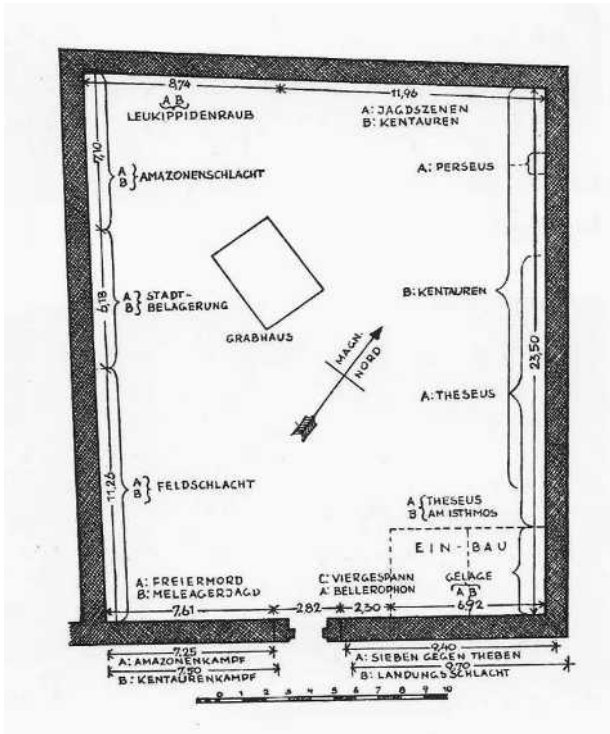 8,74
11,96
A B
LEUKIPPIDENRAUB
A: JAGDSZENEN
B: KENTAUREN
7,10
A
B AMAZONENSCHLACHT
A: PERSEUS
6,18
A STADT-
B BELAGERUNG
GRABHAUS
MAGN.
NORD
B: KENTAUREN
23,50
A: THESEUS
11,26
A
B FELDSCHLACHT
A THESEUS
B AM ISTHMOS
EIN-BAU
A: FREIERMORD
B: MELEAGERJAGD
C: VIERGESPANN
A: BELLEROPHON
GELAGE
A B
7,61
2,82
2,30
6,92
7,25
A: AMAZONENKAMPF
7,50
B: KENTAURENKAMPF
9,40
A: SIEBEN GEGEN THEBEN
9,70
B: LANDUNGSSCHLACHT
0 1 2 3 4 5 6 7 8 9 10